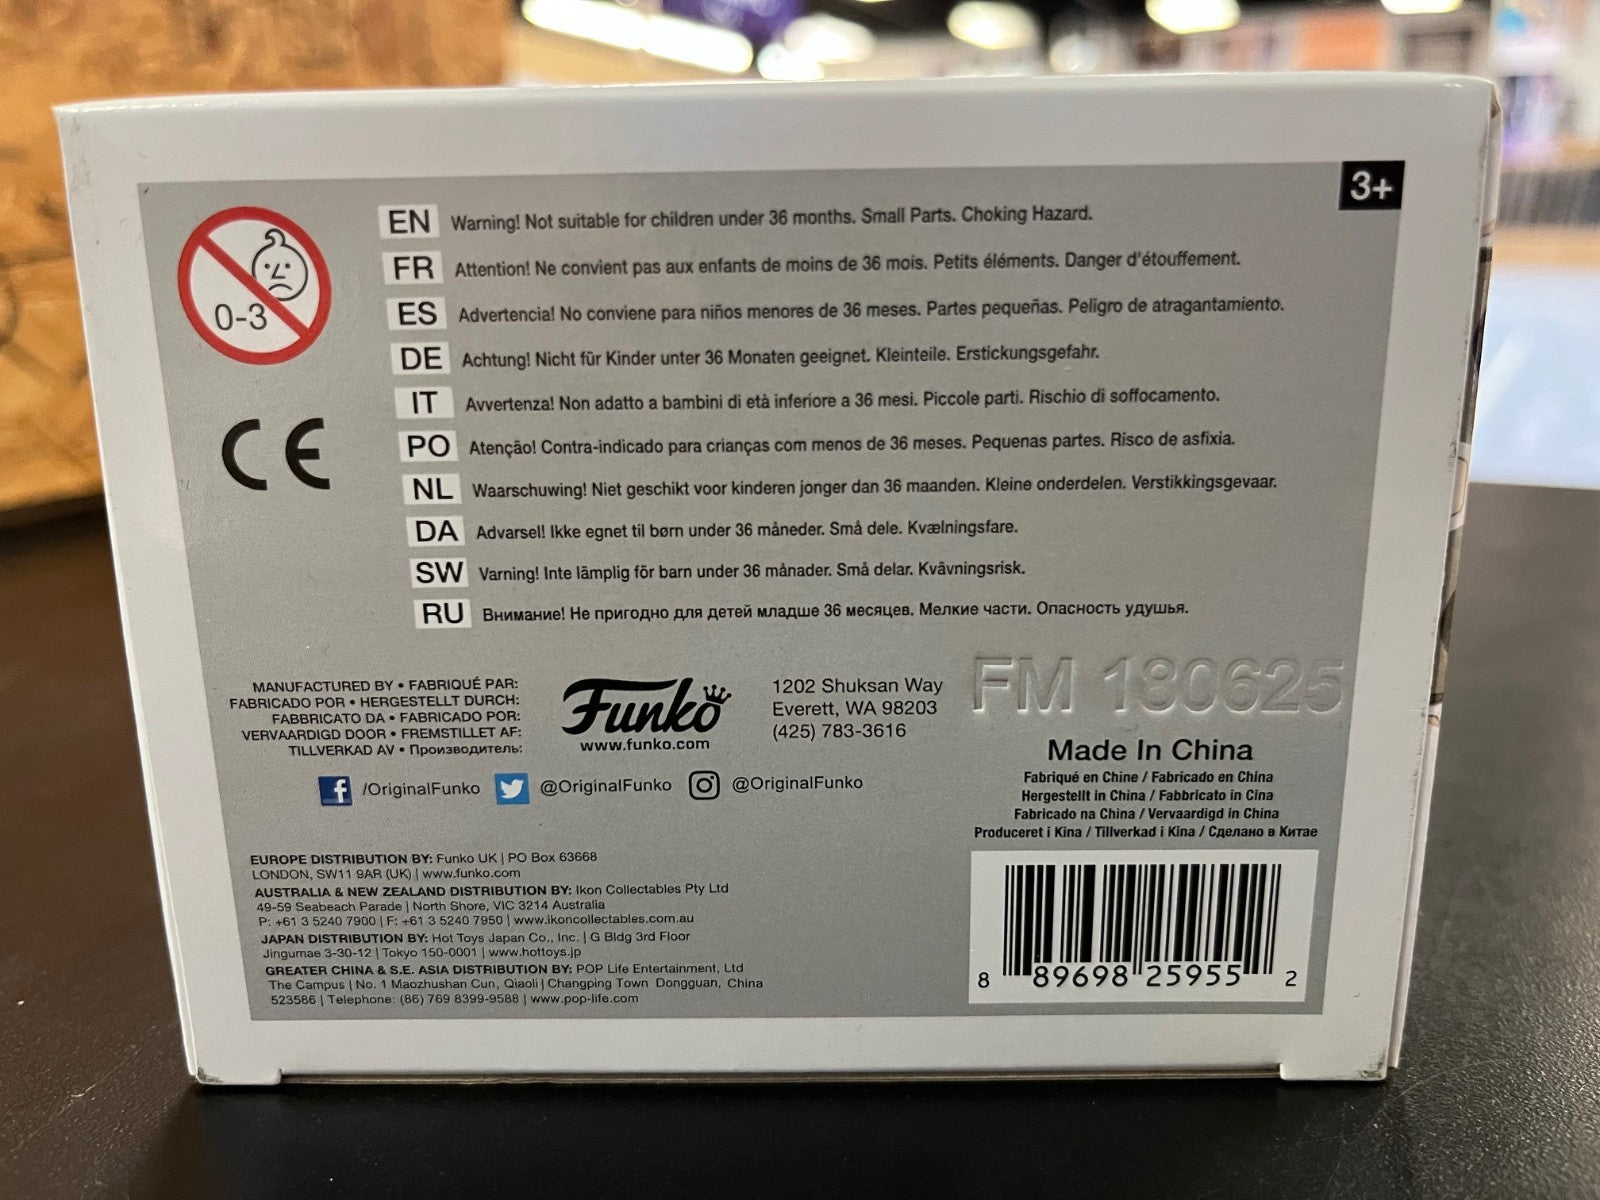 3+
0-3
EN Warning! Not suitable for children under 36 months. Small Parts. Choking Hazard.
FR Attention! Ne convient pas aux enfants de moins de 36 mois. Petits éléments. Danger d'étouffement.
ES Advertencia! No conviene para niños menores de 36 meses. Partes pequeñas. Peligro de atragantamiento.
DE Achtung! Nicht für Kinder unter 36 Monaten geeignet. Kleinteile. Erstickungsgefahr.
IT Avvertenza! Non adatto a bambini di età inferiore a 36 mesi. Piccole parti. Rischio di soffocamento.
CE
PO Atenção! Contra-indicado para crianças com menos de 36 meses. Pequenas partes. Risco de asfixia.
NL Waarschuwing! Niet geschikt voor kinderen jonger dan 36 maanden. Kleine onderdelen. Verstikkingsgevaar.
DA Advarsel! Ikke egnet til børn under 36 måneder. Små dele. Kvælningsfare.
SW Varning! Inte lämplig för barn under 36 månader. Små delar. Kvävningsrisk.
RU Внимание! Не пригодно для детей младше 36 месяцев. Мелкие части. Опасность удушья.
MANUFACTURED BY • FABRIQUÉ PAR:
FABRICADO POR • HERGESTELLT DURCH:
FABBRICATO DA • FABRICADO POR:
VERVAARDIGD DOOR • FREMSTILLET AF:
TILLVERKAD AV • Производитель:
Funko
www.funko.com
1202 Shuksan Way
Everett, WA 98203
(425) 783-3616
FM 180625
Made In China
Fabriqué en Chine / Fabricado en China
Hergestellt in China / Fabbricato in Cina
Fabricado na China / Vervaardigd in China
Produceret i Kina / Tillverkad i Kina / Сделано в Китае
f /OriginalFunko @OriginalFunko @OriginalFunko
EUROPE DISTRIBUTION BY: Funko UK | PO Box 63668
LONDON, SW11 9AR (UK) | www.funko.com
AUSTRALIA & NEW ZEALAND DISTRIBUTION BY: Ikon Collectables Pty Ltd
49-59 Seabeach Parade | North Shore, VIC 3214 Australia
P: +61 3 5240 7900 | F: +61 3 5240 7950 | www.ikoncollectables.com.au
JAPAN DISTRIBUTION BY: Hot Toys Japan Co., Inc. | G Bldg 3rd Floor
Jingumae 3-30-12 | Tokyo 150-0001 | www.hottoys.jp
GREATER CHINA & S.E. ASIA DISTRIBUTION BY: POP Life Entertainment, Ltd
The Campus | No. 1 Maozhushan Cun, Qiaoli | Changping Town Dongguan, China
523586 | Telephone: (86) 769 8399-9588 | www.pop-life.com
8 89698 25955 2